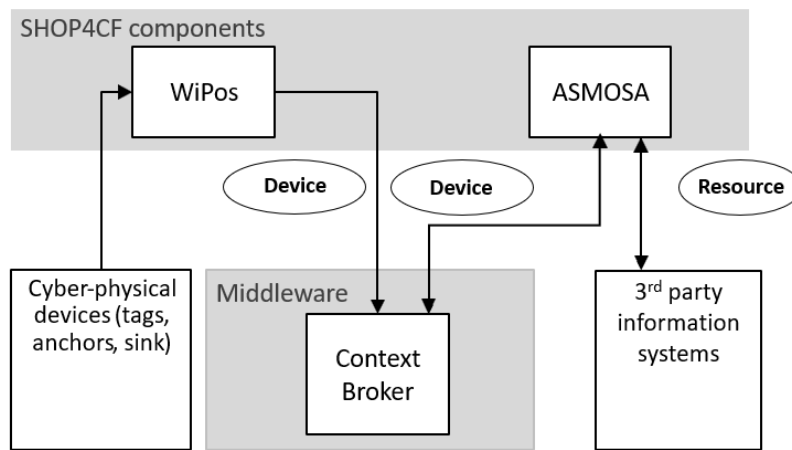 SHOP4CF components
WiPos
ASMOSA
Device
Device
Resource
Cyber-physical
devices (tags,
anchors, sink)
Middleware
Context
Broker
3rd party
information
systems